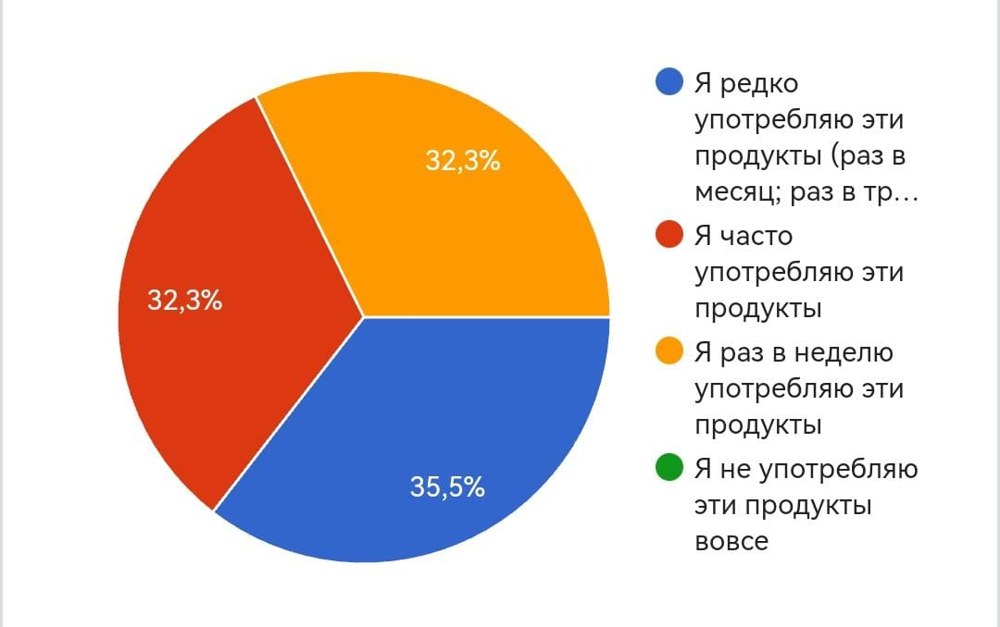 32,3%
32,3%
35,5%
Я редко
употребляю эти
продукты (раз в
месяц; раз в тр...
Я часто
употребляю эти
продукты
Я раз в неделю
употребляю эти
продукты
Я не употребляю
эти продукты
вовсе